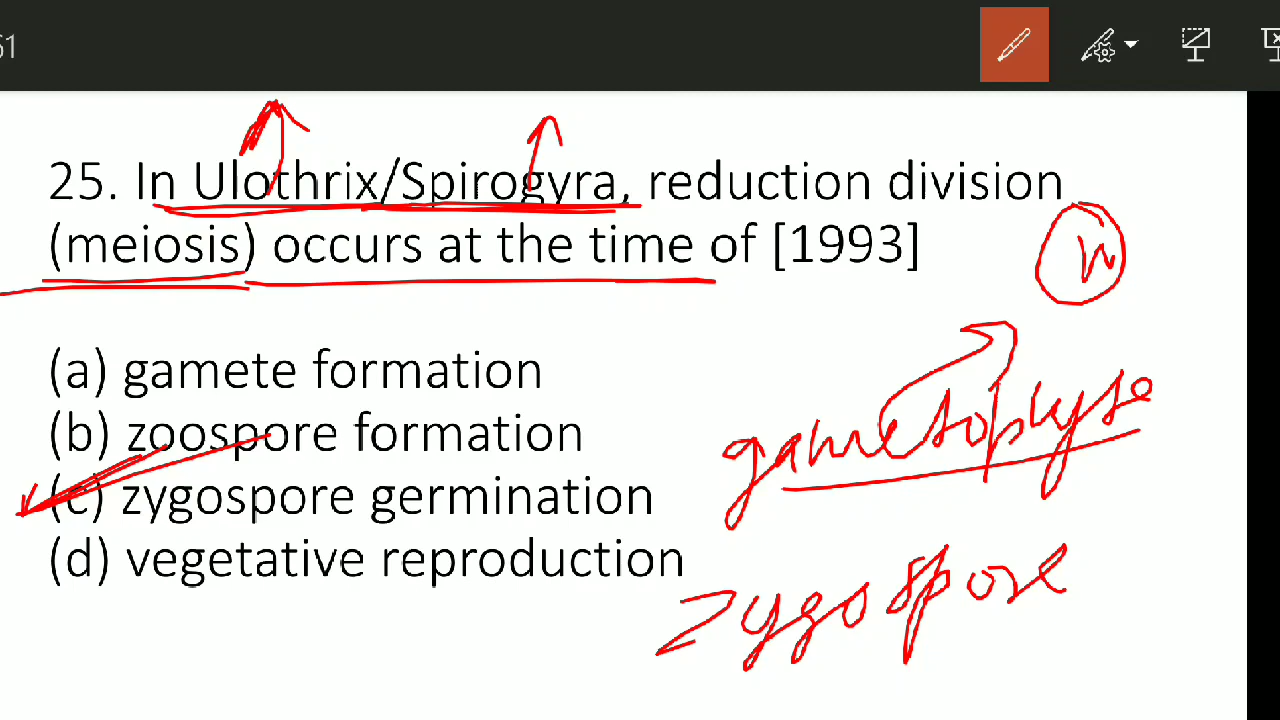 61
25. In Ulothrix/Spirogyra, reduction division
(meiosis) occurs at the time of [1993]
n
(a) gamete formation
(b) zoospore formation
(c) zygospore germination
(d) vegetative reproduction
gametophyte
zygospore